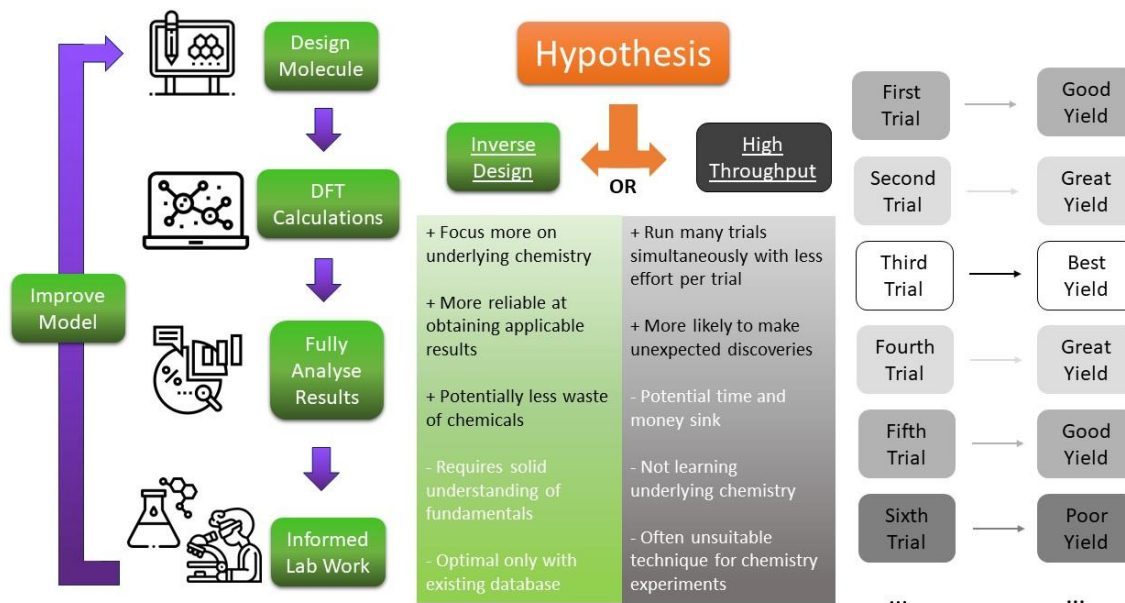 Design
Molecule
DFT
Calculations
Improve
Model
Fully
Analyse
Results
Informed
Lab Work
%
Hypothesis
Inverse
Design
OR
High
Throughput
+ Focus more on
underlying chemistry
+ More reliable at
obtaining applicable
results
+ Potentially less waste
of chemicals
- Requires solid
understanding of
fundamentals
- Optimal only with
existing database
+ Run many trials
simultaneously with less
effort per trial
+ More likely to make
unexpected discoveries
- Potential time and
money sink
- Not learning
underlying chemistry
- Often unsuitable
technique for chemistry
experiments
First
Trial
Good
Yield
Second
Trial
Great
Yield
Third
Trial
Best
Yield
Fourth
Trial
Great
Yield
Fifth
Trial
Good
Yield
Sixth
Trial
Poor
Yield
...
...